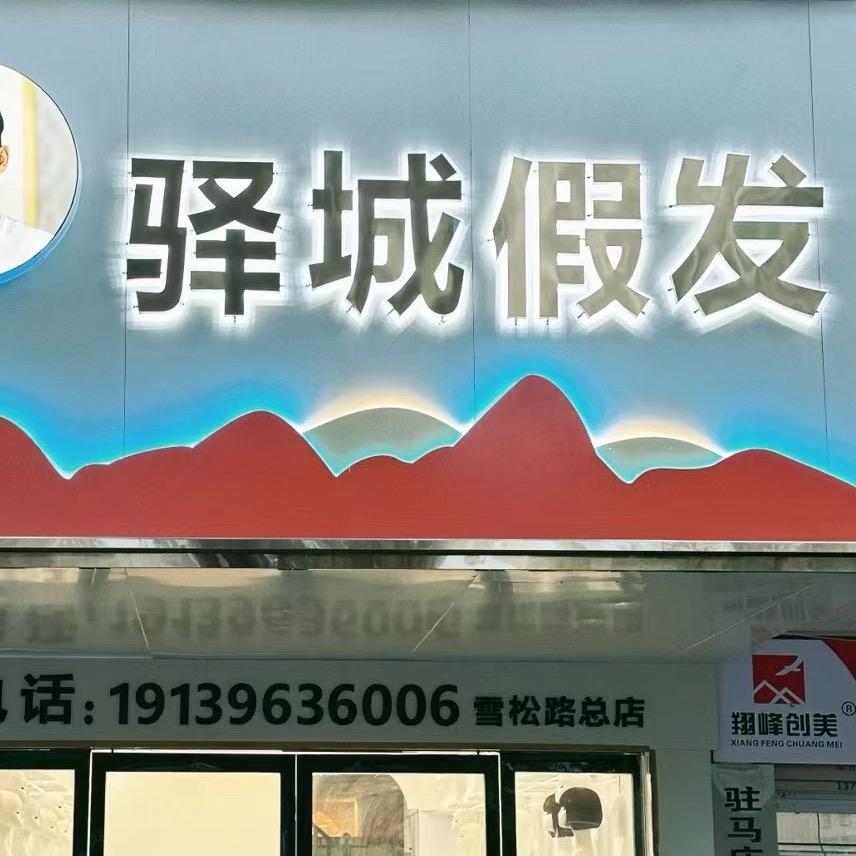 驿城假发
话:19139636006 雪松路总店
翔峰创美®
XIANG FENG CHUANG MEI
137
驻马